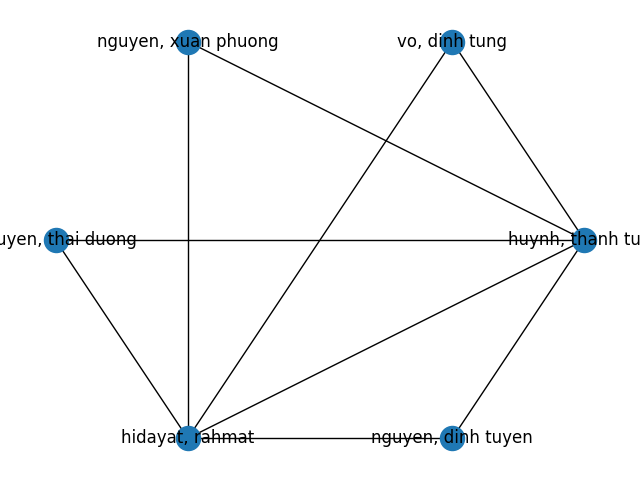 nguyen, xuan phuong
vo, dinh tung
uyen, thai duong
huynh, thanh tu
hidayat, rahmat
nguyen, dinh tuyen